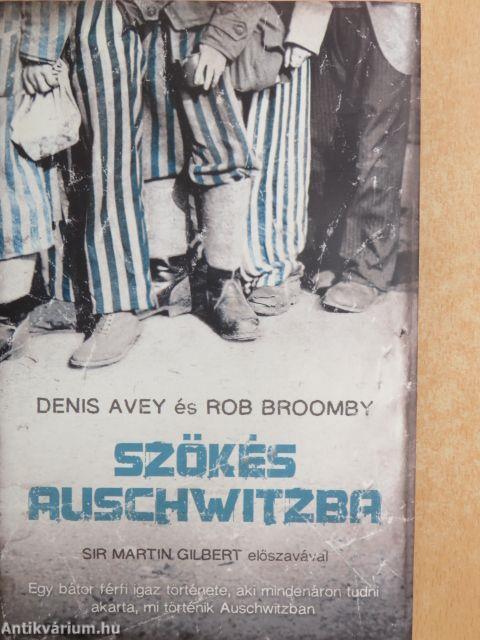 DENIS AVEY és ROB BROOMBY
SZÖKÉS
AUSCHWITZBA
SIR MARTIN GILBERT előszavával
Egy bátor férfi igaz története, aki mindenáron tudni
akarta, mi történik Auschwitzban
Antikvárium.hu